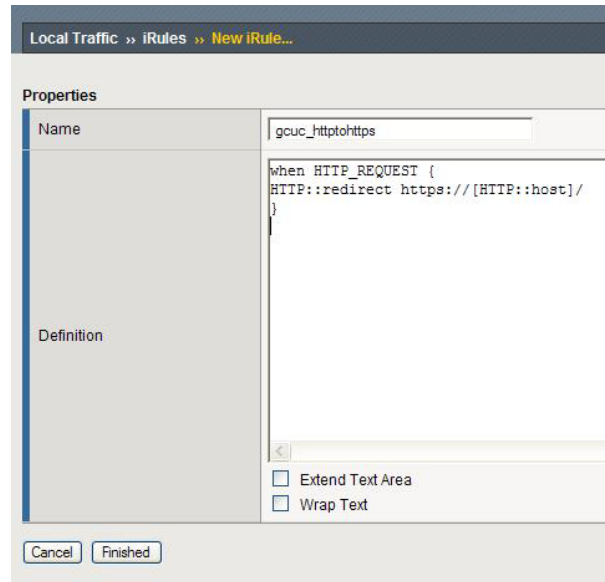 Local Traffic ›› iRules ›› New iRule...
Properties
Name
gcuc_httptohttps
when HTTP_REQUEST {
HTTP::redirect https://[HTTP::host]/
}
Definition
Extend Text Area
Wrap Text
Cancel Finished